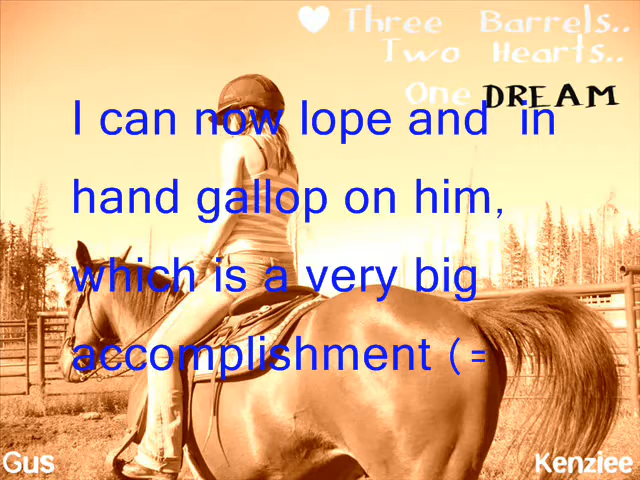 Three Barrels..
Two Hearts..
One DREAM
I can now lope and in
hand gallop on him,
which is a very big
accomplishment (=
Gus
Kenziee